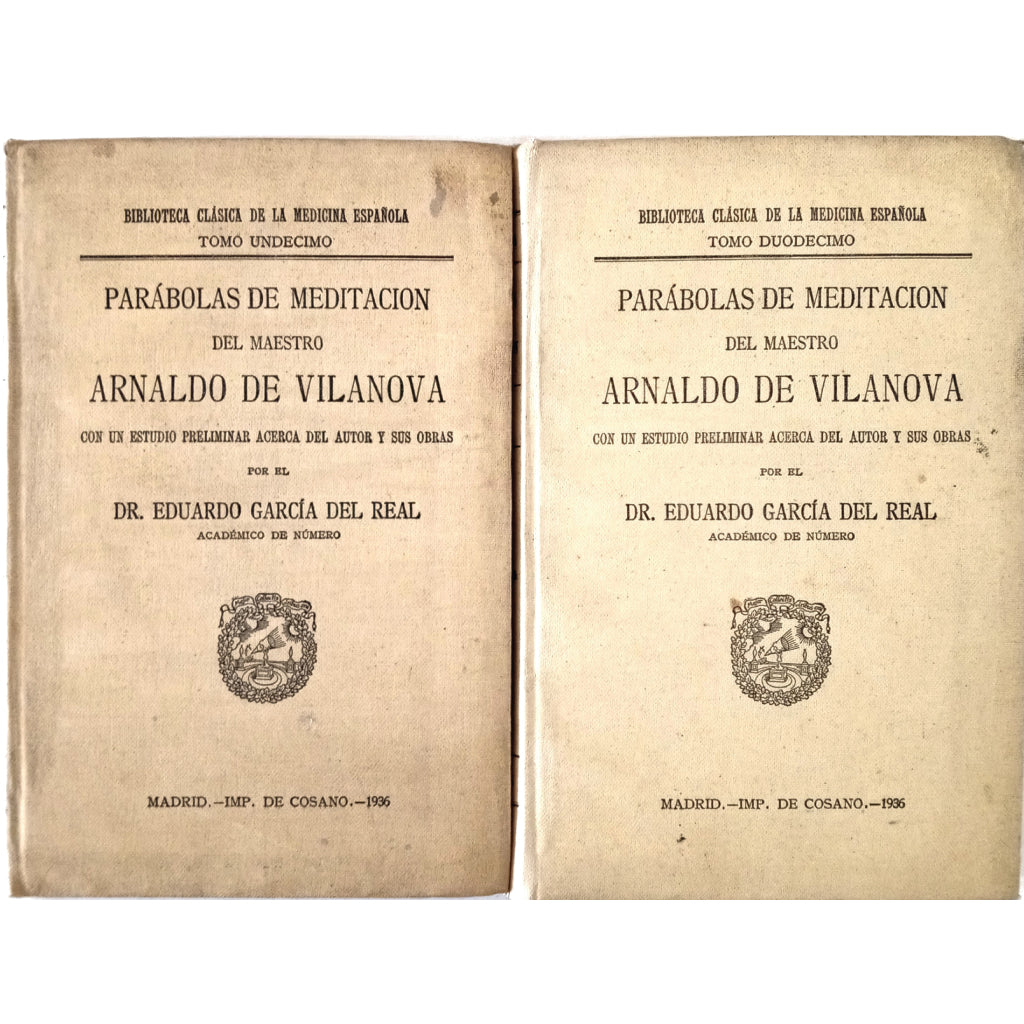 BIBLIOTECA CLÁSICA DE LA MEDICINA ESPAÑOLA
TOMO UNDECIMO
PARÁBOLAS DE MEDITACION
DEL MAESTRO
ARNALDO DE VILANOVA
CON UN ESTUDIO PRELIMINAR ACERCA DEL AUTOR Y SUS OBRAS
POR EL
DR. EDUARDO GARCÍA DEL REAL
ACADÉMICO DE NÚMERO
MADRID.—IMP. DE COSANO.—1936
BIBLIOTECA CLÁSICA DE LA MEDICINA ESPAÑOLA
TOMO DUODECIMO
PARÁBOLAS DE MEDITACION
DEL MAESTRO
ARNALDO DE VILANOVA
CON UN ESTUDIO PRELIMINAR ACERCA DEL AUTOR Y SUS OBRAS
POR EL
DR. EDUARDO GARCÍA DEL REAL
ACADÉMICO DE NÚMERO
MADRID.—IMP. DE COSANO.—1936